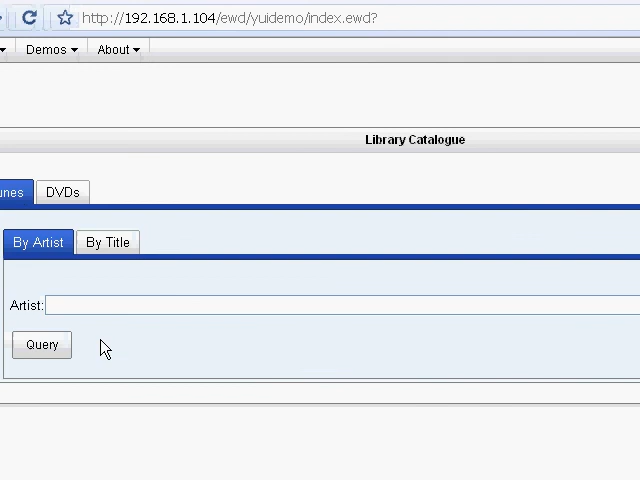 http://192.168.1.104/ewd/yuidemo/index.ewd?
Demos About
Library Catalogue
DVDs
By Artist By Title
Artist:
Query